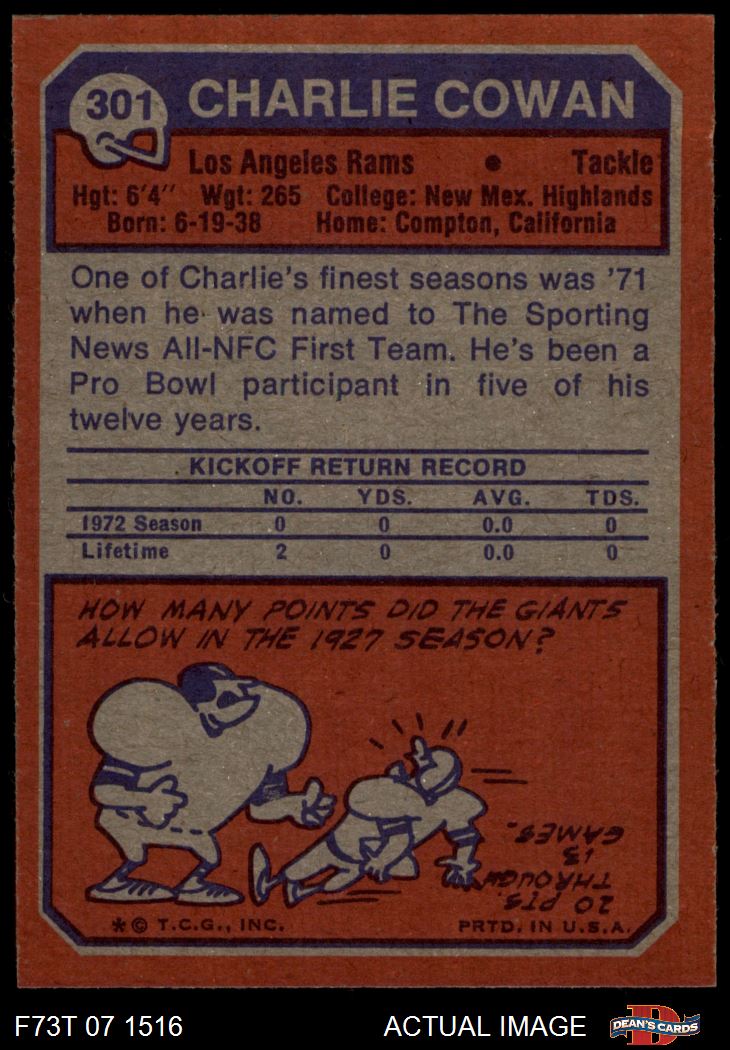 301
CHARLIE COWAN
Los Angeles Rams • Tackle
Hgt: 6'4" Wgt: 265 College: New Mex. Highlands
Born: 6-19-38 Home: Compton, California
One of Charlie's finest seasons was '71
when he was named to The Sporting
News All-NFC First Team. He's been a
Pro Bowl participant in five of his
twelve years.
KICKOFF RETURN RECORD
NO. YDS. AVG. TDS.
1972 Season 0 0 0.0 0
Lifetime 2 0 0.0 0
HOW MANY POINTS DID THE GIANTS
ALLOW IN THE 1927 SEASON?
20 PTS.
THROUGH
13
GAMES.
* © T.C.G., INC. PRTD. IN U.S.A.
F73T 07 1516 ACTUAL IMAGE
DEAN'S CARDS